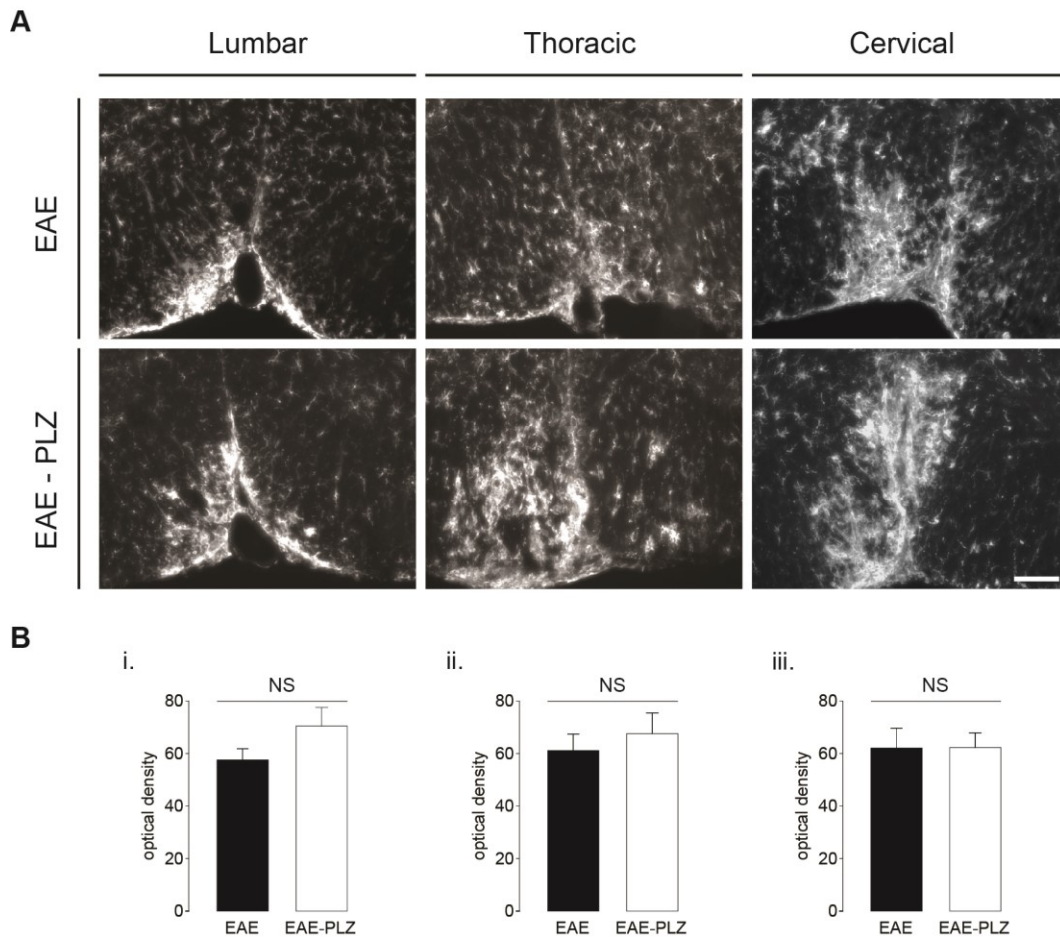 A
Lumbar Thoracic Cervical
EAE
EAE - PLZ
B
i. ii. iii.
NS NS NS
80 80 80
60 60 60
40 40 40
20 20 20
0 0 0
optical density optical density optical density
EAE EAE-PLZ EAE EAE-PLZ EAE EAE-PLZ